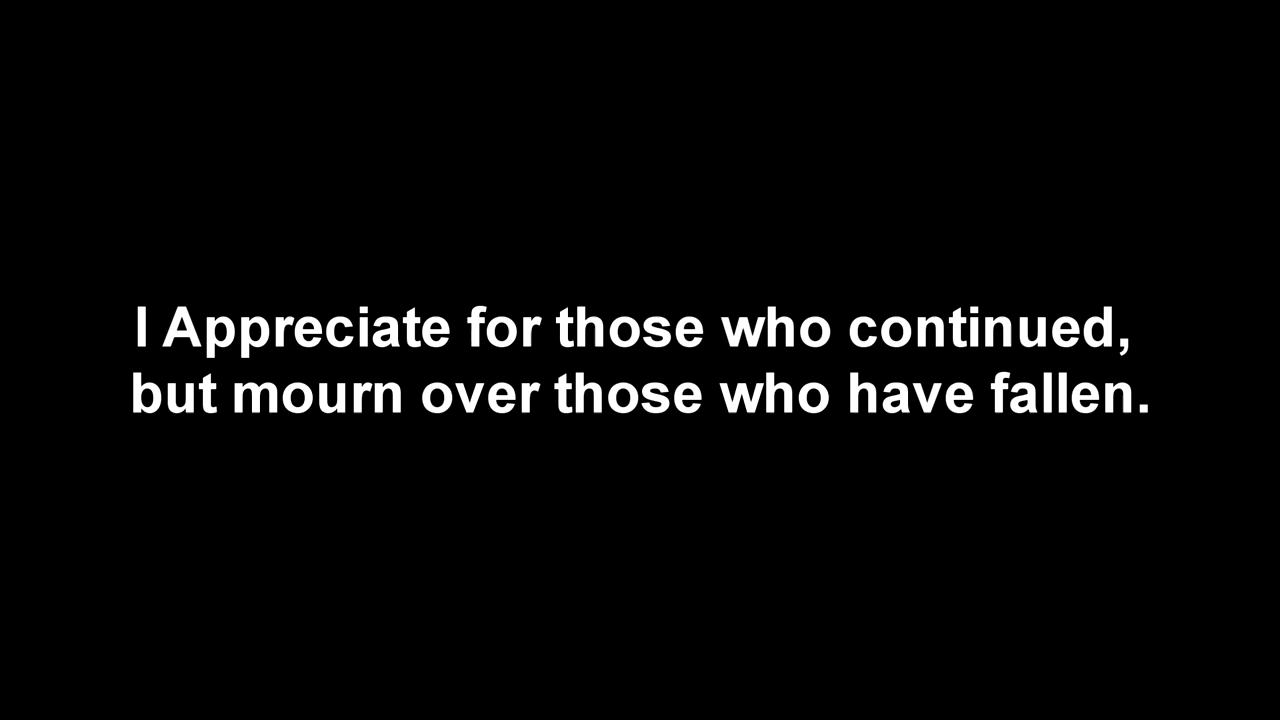 I Appreciate for those who continued,
but mourn over those who have fallen.